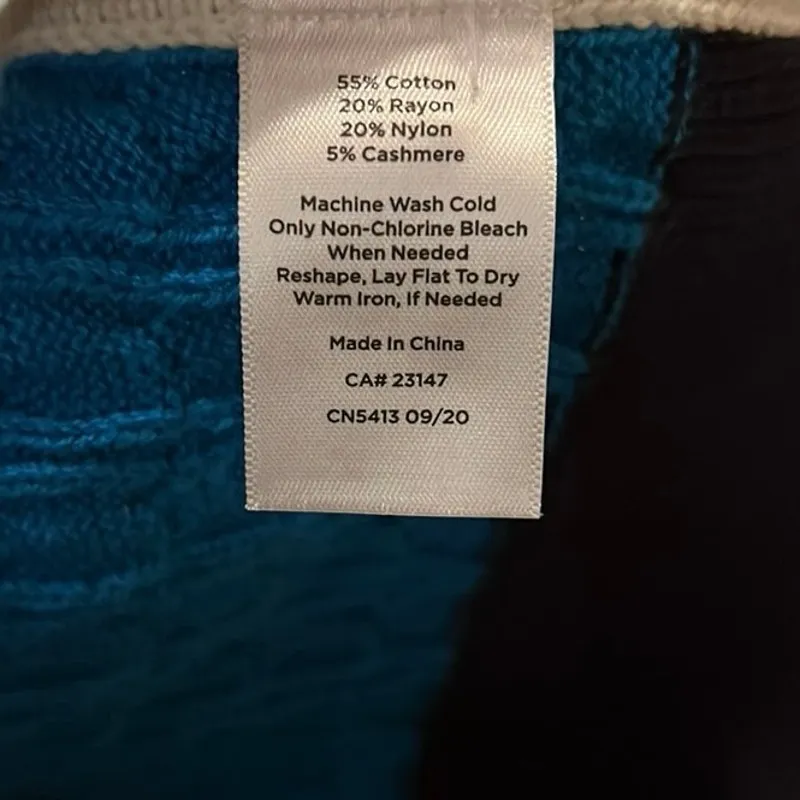 55% Cotton
20% Rayon
20% Nylon
5% Cashmere
Machine Wash Cold
Only Non-Chlorine Bleach
When Needed
Reshape, Lay Flat To Dry
Warm Iron, If Needed
Made In China
CA# 23147
CN5413 09/20